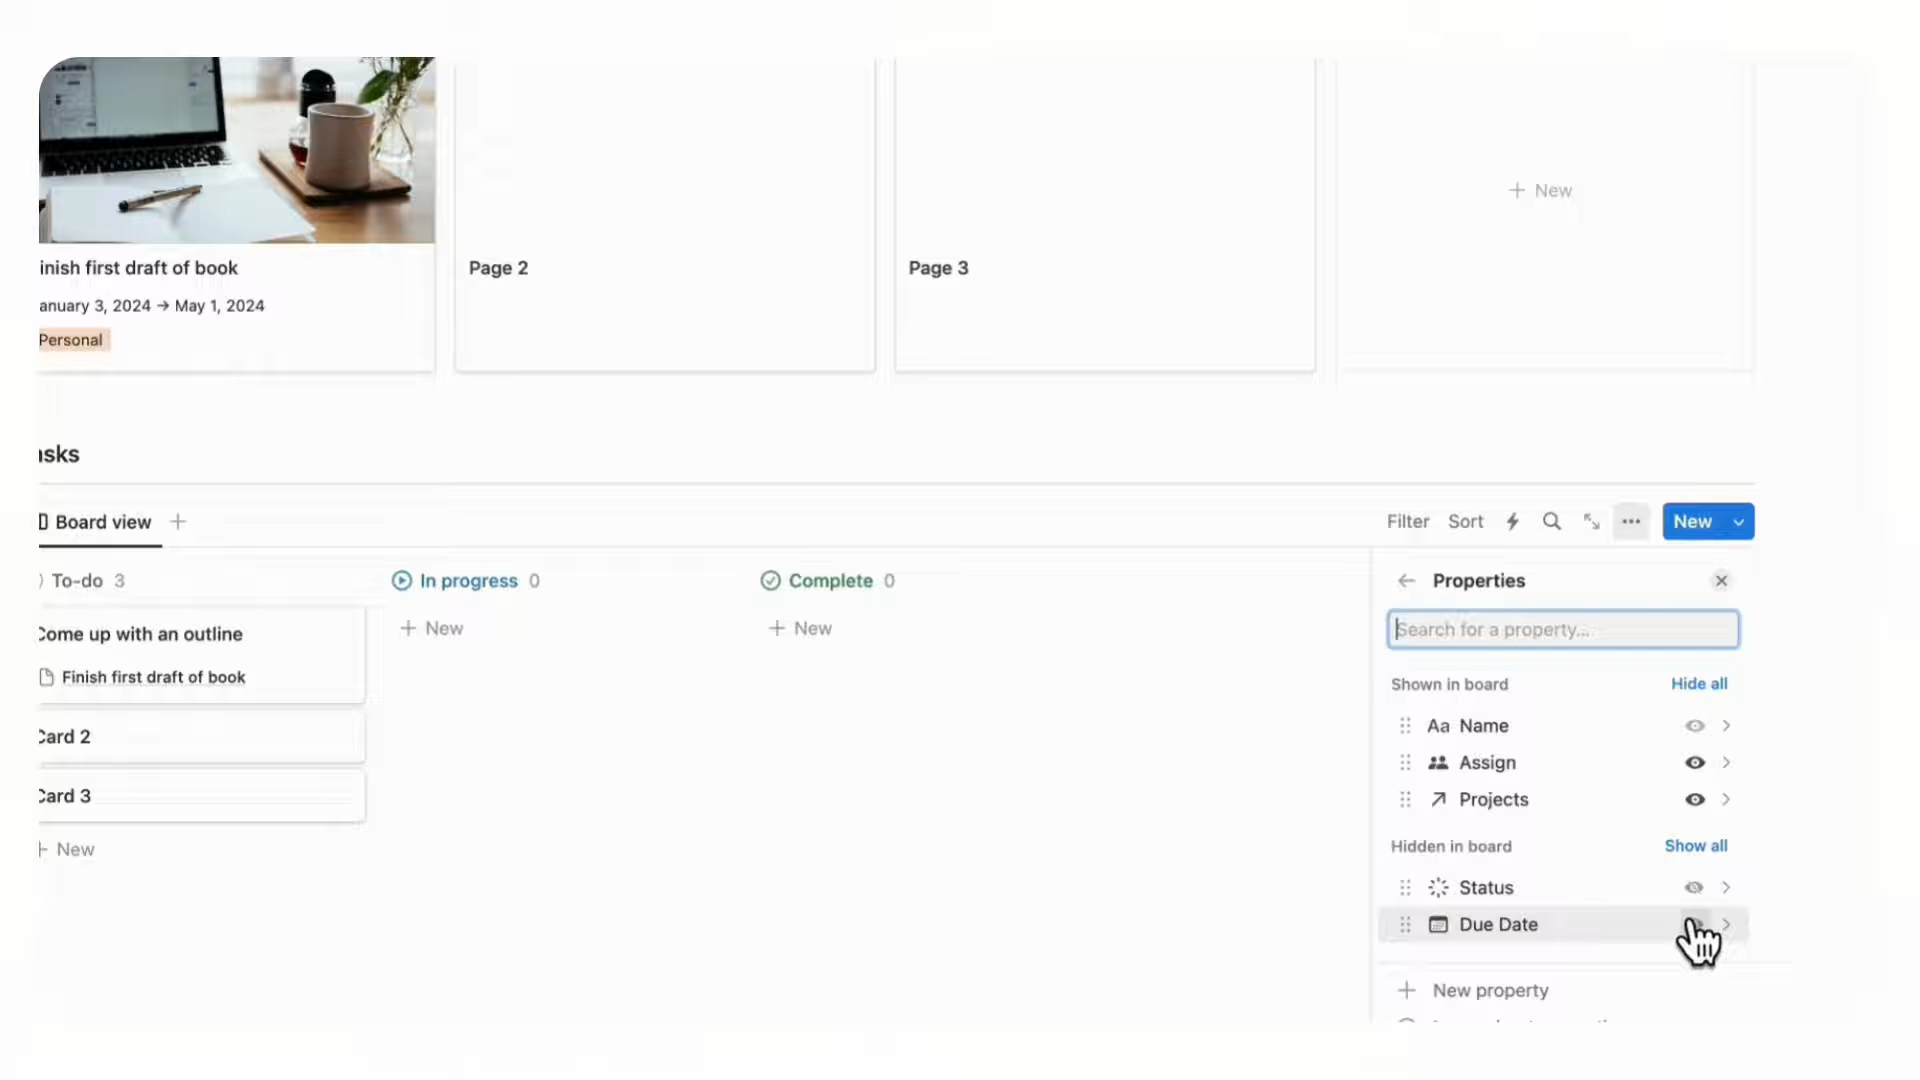 inish first draft of book
anuary 3, 2024 → May 1, 2024
Personal
Page 2
Page 3
+ New
asks
Board view +
Filter Sort New
To-do 3
In progress 0
Complete 0
Come up with an outline
Finish first draft of book
Card 2
Card 3
+ New
+ New
+ New
Properties
Search for a property...
Shown in board Hide all
Aa Name
Assign
Projects
Hidden in board Show all
Status
Due Date
+ New property